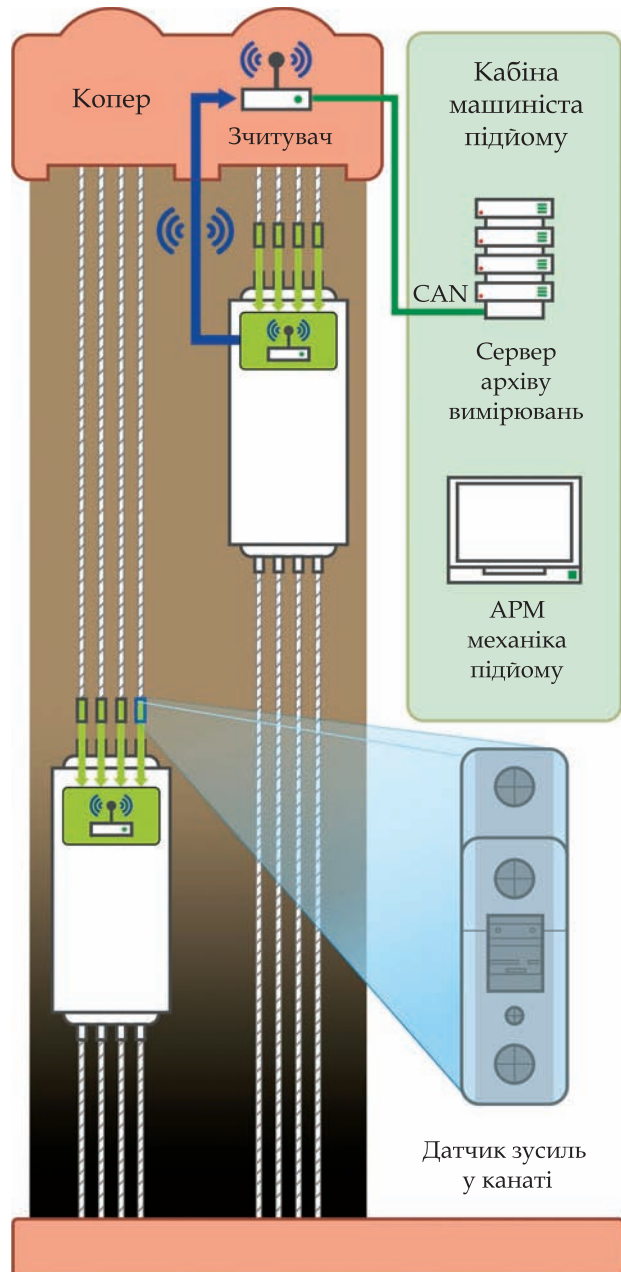 Копер
Зчитувач
Кабіна
машиніста
підйому
CAN
Сервер
архіву
вимірювань
АРМ
механіка
підйому
Датчик зусиль
у канаті